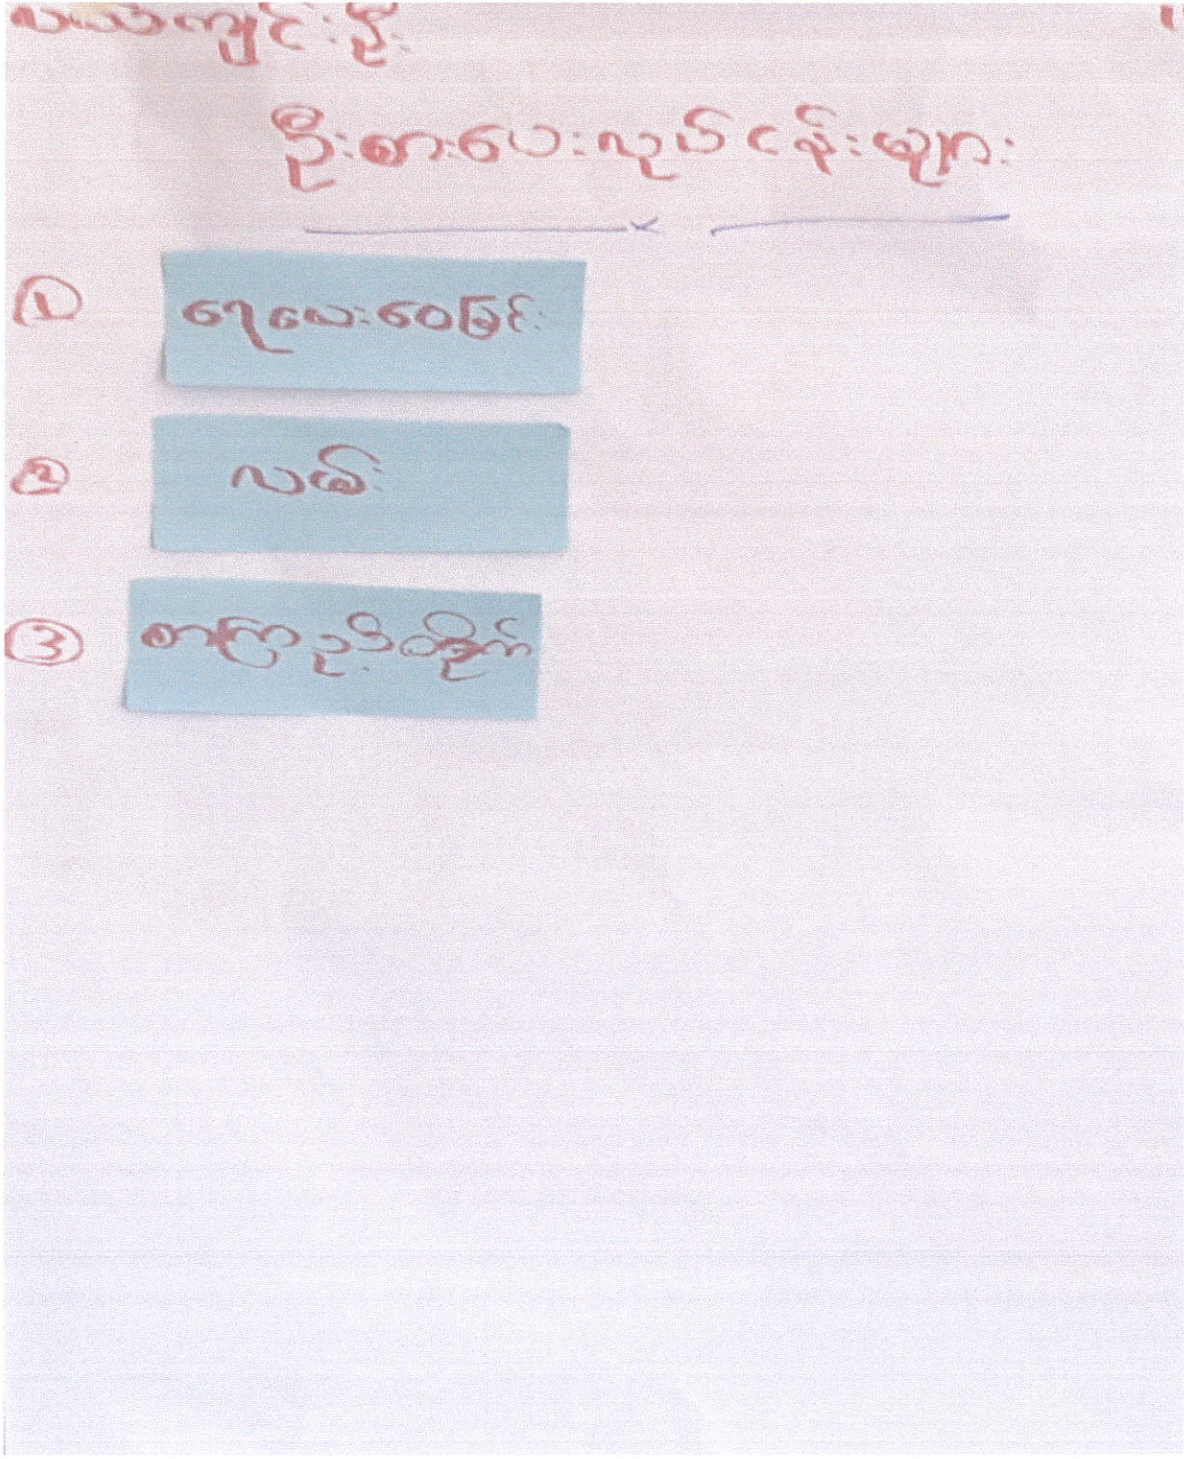 ကျင်းဦး
ဦးစားပေးလုပ်ငန်းများ
① ရေပေးဝေခြင်း
② လမ်း
③ စာကြည့်တိုက်